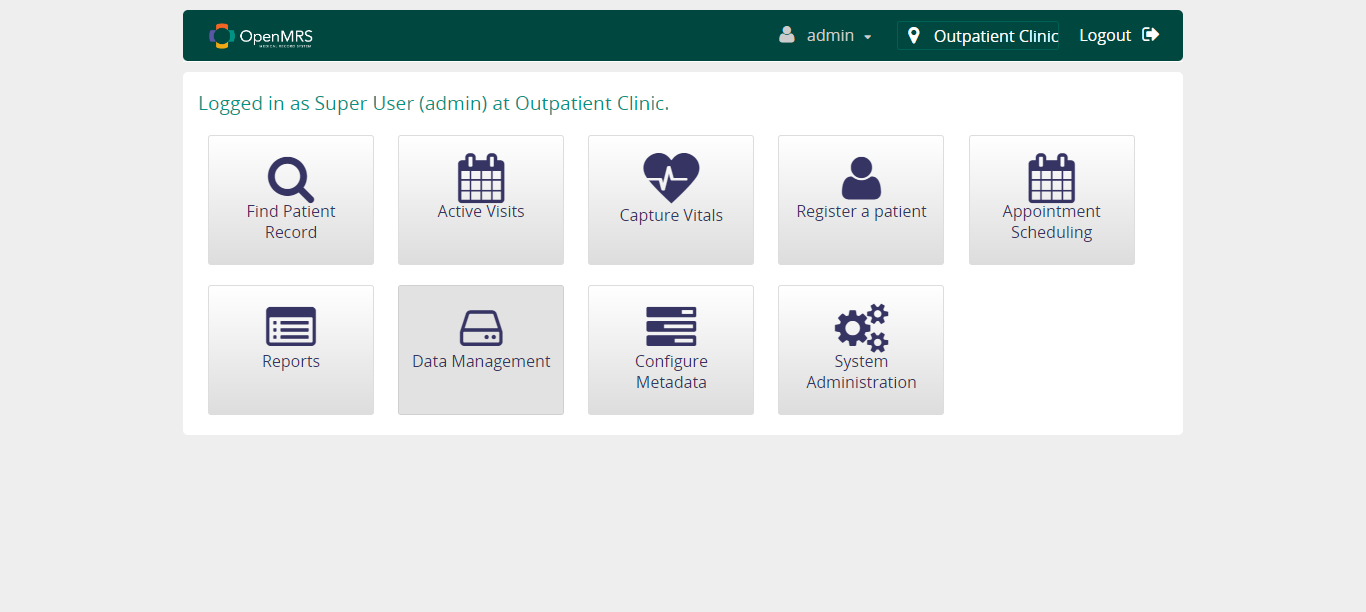 OpenMRS
MEDICAL RECORD SYSTEM
admin
Outpatient Clinic
Logout
Logged in as Super User (admin) at Outpatient Clinic.
Find Patient
Record
Active Visits
Capture Vitals
Register a patient
Appointment
Scheduling
Reports
Data Management
Configure
Metadata
System
Administration